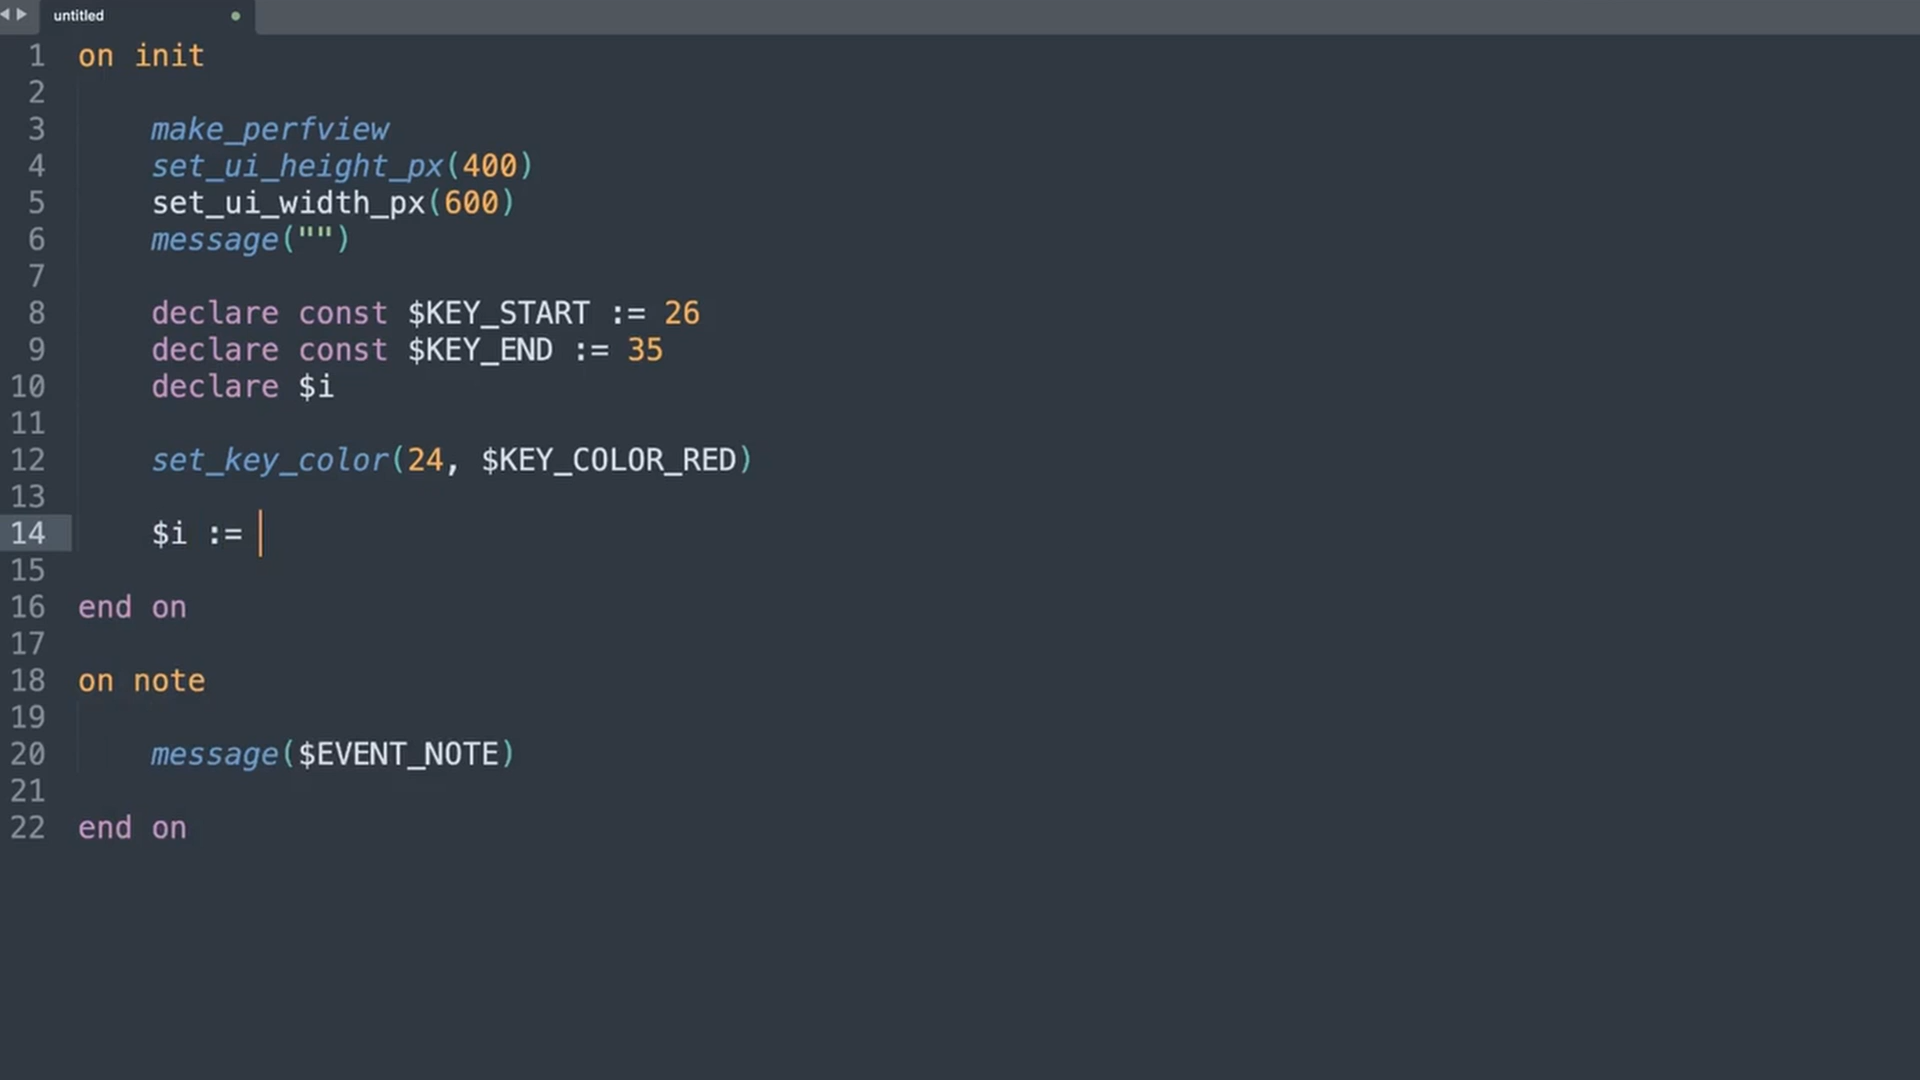 untitled
1 on init
2
3 make_perfview
4 set_ui_height_px(400)
5 set_ui_width_px(600)
6 message("")
7
8 declare const $KEY_START := 26
9 declare const $KEY_END := 35
10 declare $i
11
12 set_key_color(24, $KEY_COLOR_RED)
13
14 $i :=
15
16 end on
17
18 on note
19
20 message($EVENT_NOTE)
21
22 end on